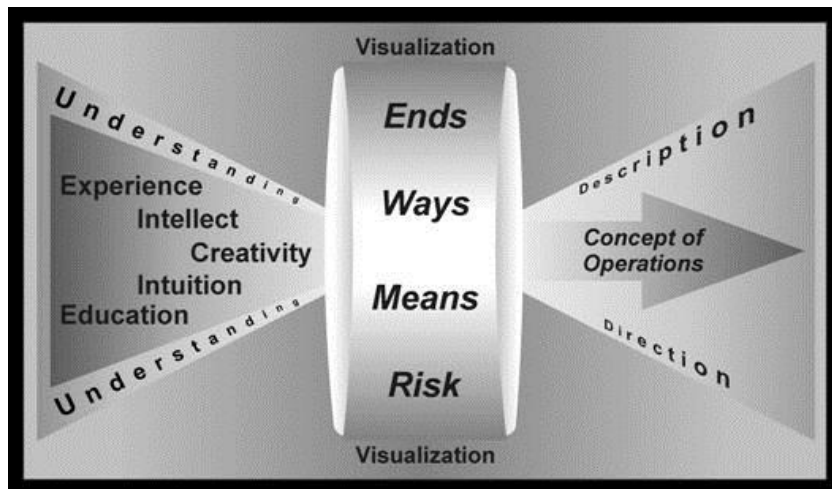 Visualization
Understanding
Experience
Intellect
Creativity
Intuition
Education
Understanding
Ends
Ways
Means
Risk
Description
Concept of
Operations
Direction
Visualization